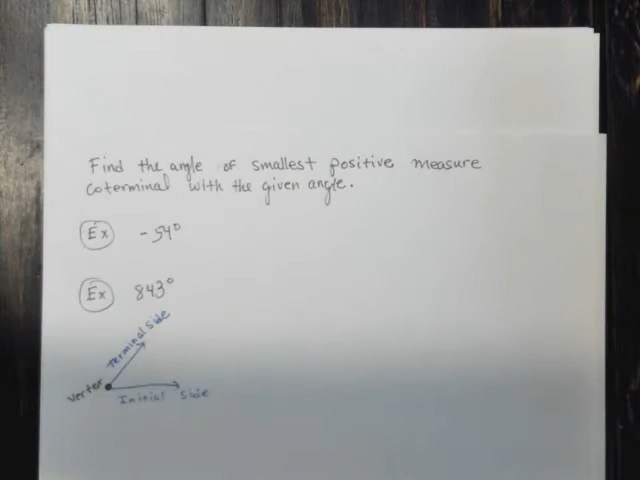 Find the angle of smallest positive measure
coterminal with the given angle.
Ex -54°
Ex 843°
Terminal side
Vertex
Ininial Side